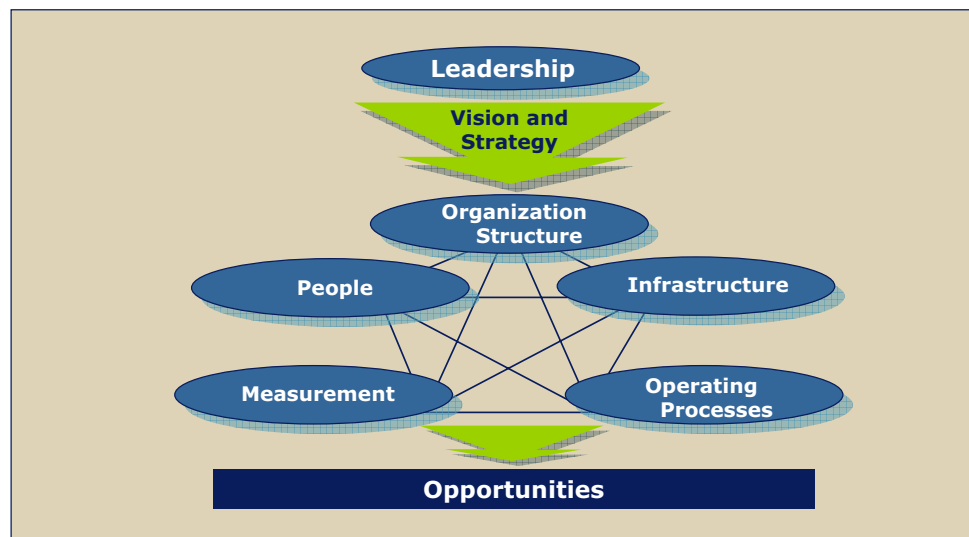 Leadership
Vision and
Strategy
Organization
Structure
People
Infrastructure
Measurement
Operating
Processes
Opportunities